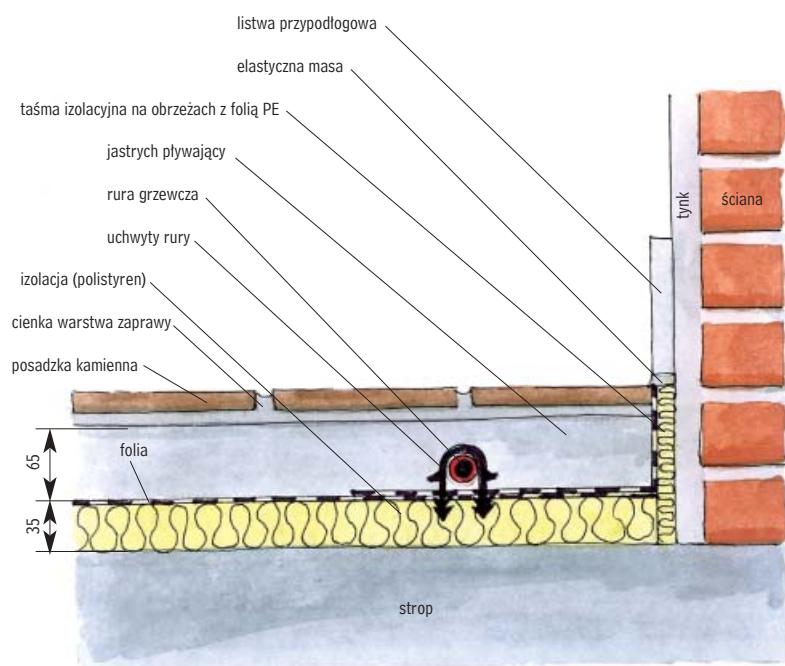 listwa przypodłogowa
elastyczna masa
taśma izolacyjna na obrzeżach z folią PE
jastrych pływający
rura grzewcza
uchwyty rury
izolacja (polistyren)
cienka warstwa zaprawy
posadzka kamienna
tynk
ściana
folia
65
35
strop